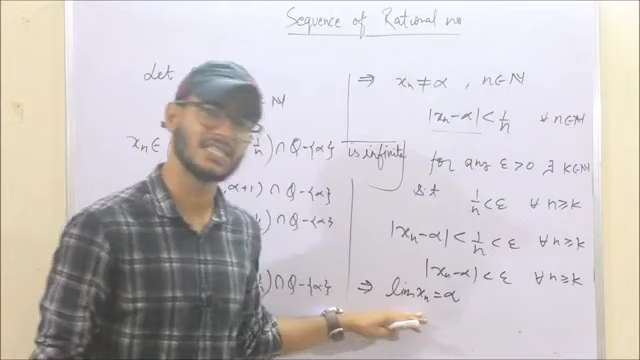 Sequence of Rational no
Let
∈ ℕ
xₙ ∈ 1/n) ∩ Q-{α} is infinite
, α+1) ∩ Q-{α}
) ∩ Q-{α}
) ∩ Q-{α}
⇒ xₙ ≠ α , n∈ℕ
|xₙ-α| < 1/n ∀ n∈ℕ
for any ε>0 ∃ k∈ℕ
s.t 1/n < ε ∀ n≥k
|xₙ-α| < 1/n < ε ∀ n≥k
|xₙ-α| < ε ∀ n≥k
⇒ lim xₙ = α